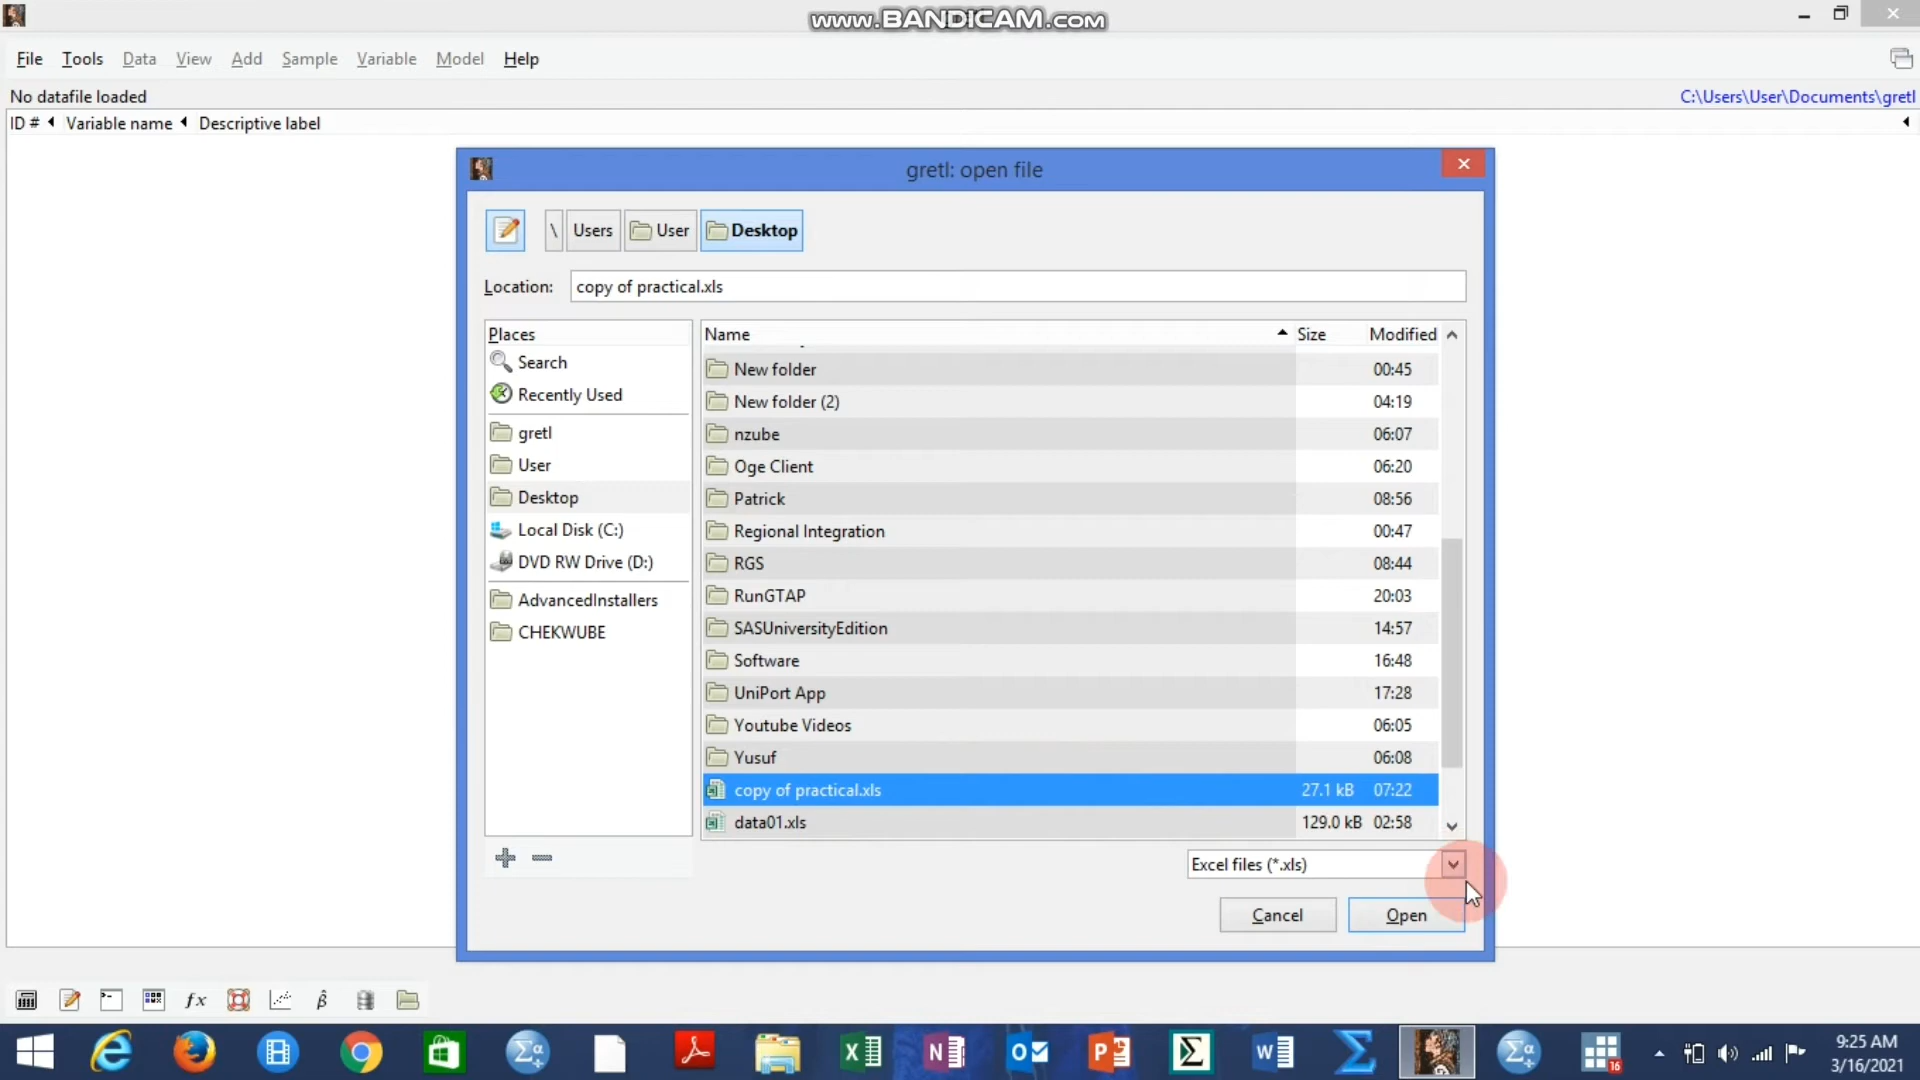 www.BANDICAM.com
File Tools Data View Add Sample Variable Model Help
No datafile loaded C:\Users\User\Documents\gretl
ID # Variable name Descriptive label
gretl: open file
\ Users User Desktop
Location: copy of practical.xls
Places
Search
Recently Used
gretl
User
Desktop
Local Disk (C:)
DVD RW Drive (D:)
AdvancedInstallers
CHEKWUBE
Name Size Modified
New folder 00:45
New folder (2) 04:19
nzube 06:07
Oge Client 06:20
Patrick 08:56
Regional Integration 00:47
RGS 08:44
RunGTAP 20:03
SASUniversityEdition 14:57
Software 16:48
UniPort App 17:28
Youtube Videos 06:05
Yusuf 06:08
copy of practical.xls 27.1 kB 07:22
data01.xls 129.0 kB 02:58
Excel files (*.xls)
Cancel Open
fx β
9:25 AM
3/16/2021
16